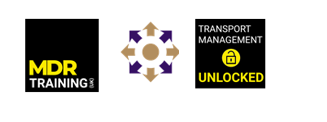 MDR
TRAINING (UK)
TRANSPORT
MANAGEMENT
UNLOCKED